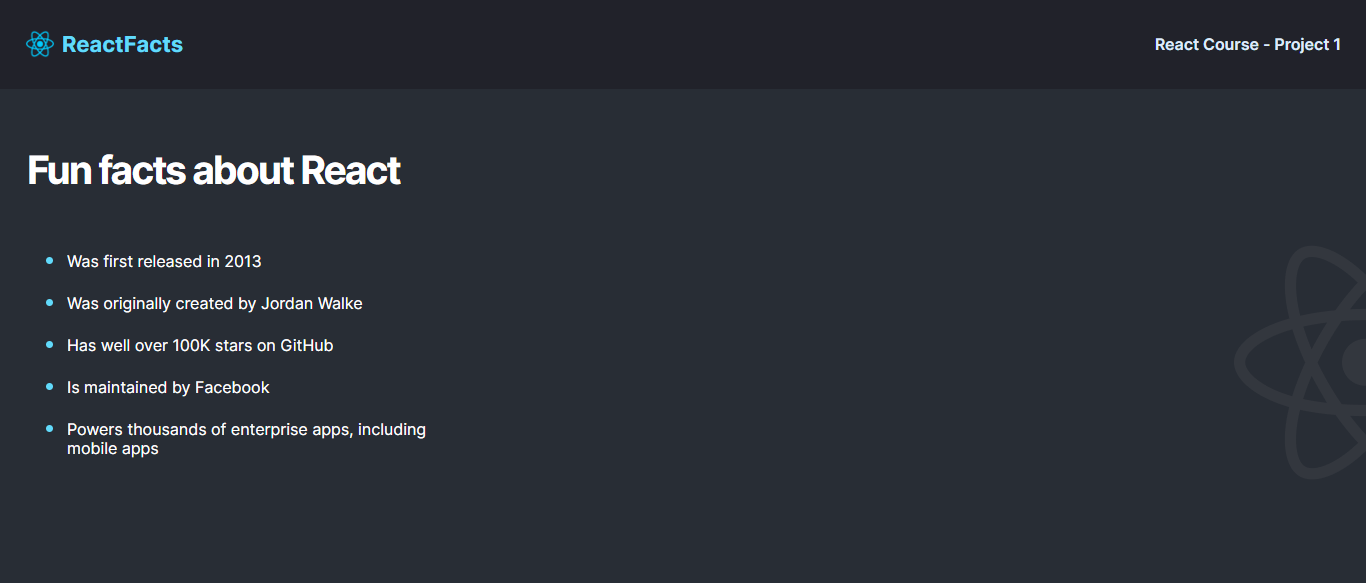 ReactFacts
React Course - Project 1
Fun facts about React
Was first released in 2013
Was originally created by Jordan Walke
Has well over 100K stars on GitHub
Is maintained by Facebook
Powers thousands of enterprise apps, including
mobile apps